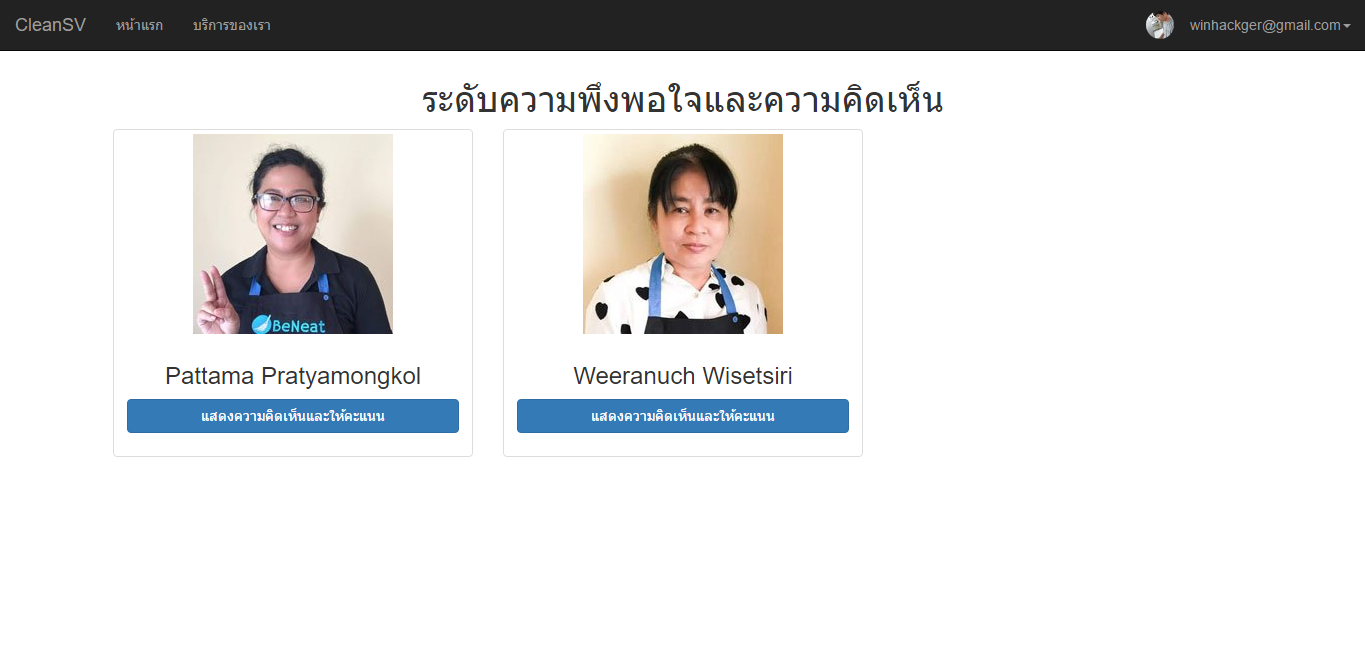 CleanSV หน้าแรก บริการของเรา winhackger@gmail.com
ระดับความพึงพอใจและความคิดเห็น
BeNeat
Pattama Pratyamongkol
แสดงความคิดเห็นและให้คะแนน
Weeranuch Wisetsiri
แสดงความคิดเห็นและให้คะแนน